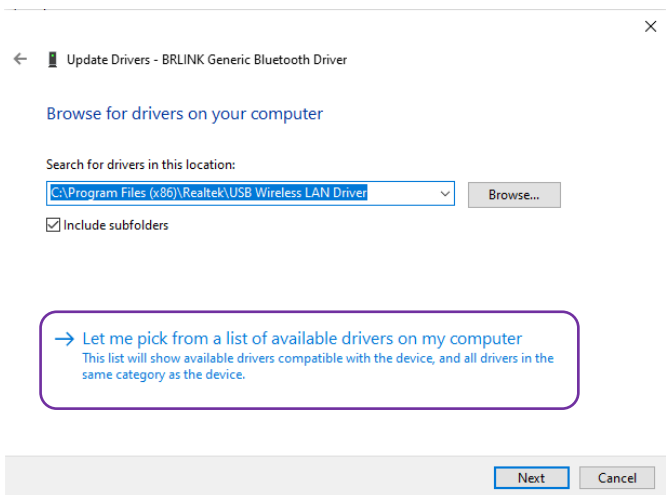 Update Drivers - BRLINK Generic Bluetooth Driver
Browse for drivers on your computer
Search for drivers in this location:
C:\Program Files (x86)\Realtek\USB Wireless LAN Driver
Browse...
Include subfolders
Let me pick from a list of available drivers on my computer
This list will show available drivers compatible with the device, and all drivers in the
same category as the device.
Next
Cancel